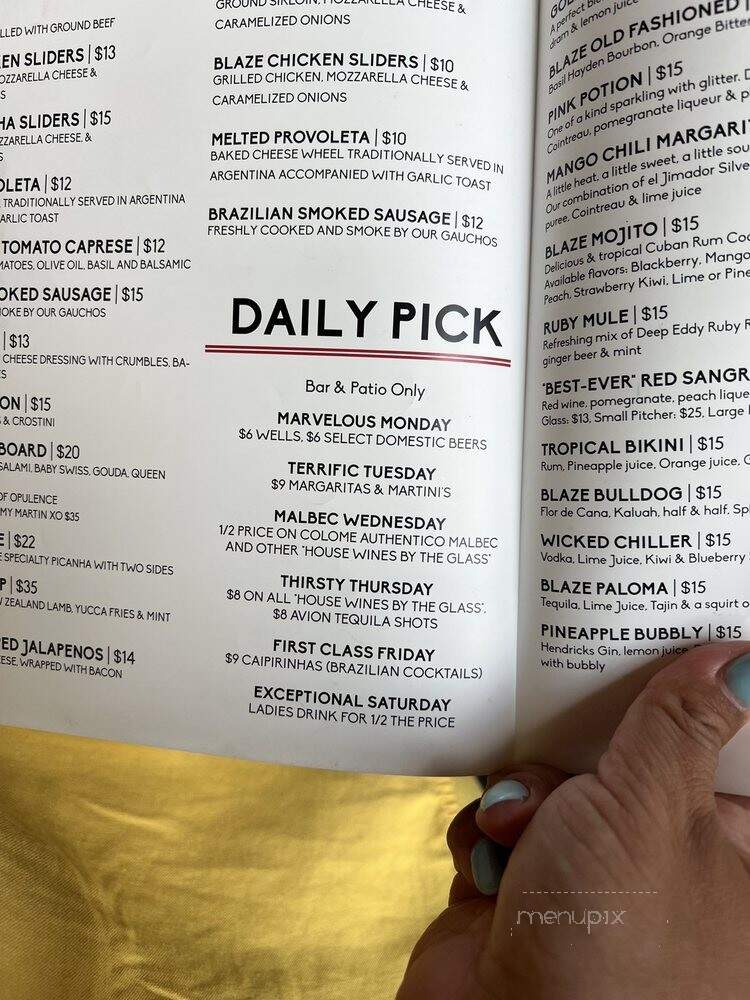 LLED WITH GROUND BEEF
EN SLIDERS | $13
OZZARELLA CHEESE &
S
HA SLIDERS | $15
ZZARELLA CHEESE, &
S
OLETA | $12
TRADITIONALLY SERVED IN ARGENTINA
ARLIC TOAST
TOMATO CAPRESE | $12
MATOES, OLIVE OIL, BASIL AND BALSAMIC
OKED SAUSAGE | $15
MOKE BY OUR GAUCHOS
| $13
CHEESE DRESSING WITH CRUMBLES, BA-
ES
ON | $15
& CROSTINI
BOARD | $20
SALAMI, BABY SWISS, GOUDA, QUEEN
OF OPULENCE
MY MARTIN XO $35
E | $22
E SPECIALTY PICANHA WITH TWO SIDES
P | $35
ZEALAND LAMB, YUCCA FRIES & MINT
PED JALAPENOS | $14
EESE, WRAPPED WITH BACON
GROUND SIRLOIN, MOZZARELLA CHEESE &
CARAMELIZED ONIONS
BLAZE CHICKEN SLIDERS | $10
GRILLED CHICKEN, MOZZARELLA CHEESE &
CARAMELIZED ONIONS
MELTED PROVOLETA | $10
BAKED CHEESE WHEEL TRADITIONALLY SERVED IN
ARGENTINA ACCOMPANIED WITH GARLIC TOAST
BRAZILIAN SMOKED SAUSAGE | $12
FRESHLY COOKED AND SMOKE BY OUR GAUCHOS
DAILY PICK
Bar & Patio Only
MARVELOUS MONDAY
$6 WELLS, $6 SELECT DOMESTIC BEERS
TERRIFIC TUESDAY
$9 MARGARITAS & MARTINI'S
MALBEC WEDNESDAY
1/2 PRICE ON COLOME AUTHENTICO MALBEC
AND OTHER "HOUSE WINES BY THE GLASS"
THIRSTY THURSDAY
$8 ON ALL "HOUSE WINES BY THE GLASS".
$8 AVION TEQUILA SHOTS
FIRST CLASS FRIDAY
$9 CAIPIRINHAS (BRAZILIAN COCKTAILS)
EXCEPTIONAL SATURDAY
LADIES DRINK FOR 1/2 THE PRICE
A perfect
dram & lemon juice
BLAZE OLD FASHIONED
Basil Hayden Bourbon, Orange Bitter
PINK POTION | $15
One of a kind sparkling with glitter.
Cointreau, pomegranate liqueur & p
MANGO CHILI MARGARI
A little heat, a little sweet, a little sou
Our combination of el Jimador Silve
puree, Cointreau & lime juice
BLAZE MOJITO | $15
Delicious & tropical Cuban Rum Coc
Available flavors: Blackberry, Mango
Peach, Strawberry Kiwi, Lime or Pine
RUBY MULE | $15
Refreshing mix of Deep Eddy Ruby R
ginger beer & mint
"BEST-EVER" RED SANGR
Red wine, pomegranate, peach lique
Glass: $13, Small Pitcher: $25, Large
TROPICAL BIKINI | $15
Rum, Pineapple juice, Orange juice, G
BLAZE BULLDOG | $15
Flor de Cana, Kaluah, half & half. Spl
WICKED CHILLER | $15
Vodka, Lime Juice, Kiwi & Blueberry
BLAZE PALOMA | $15
Tequila, Lime Juice, Tajin & a squirt o
PINEAPPLE BUBBLY | $15
Hendricks Gin, lemon juice,
with bubbly
menupix